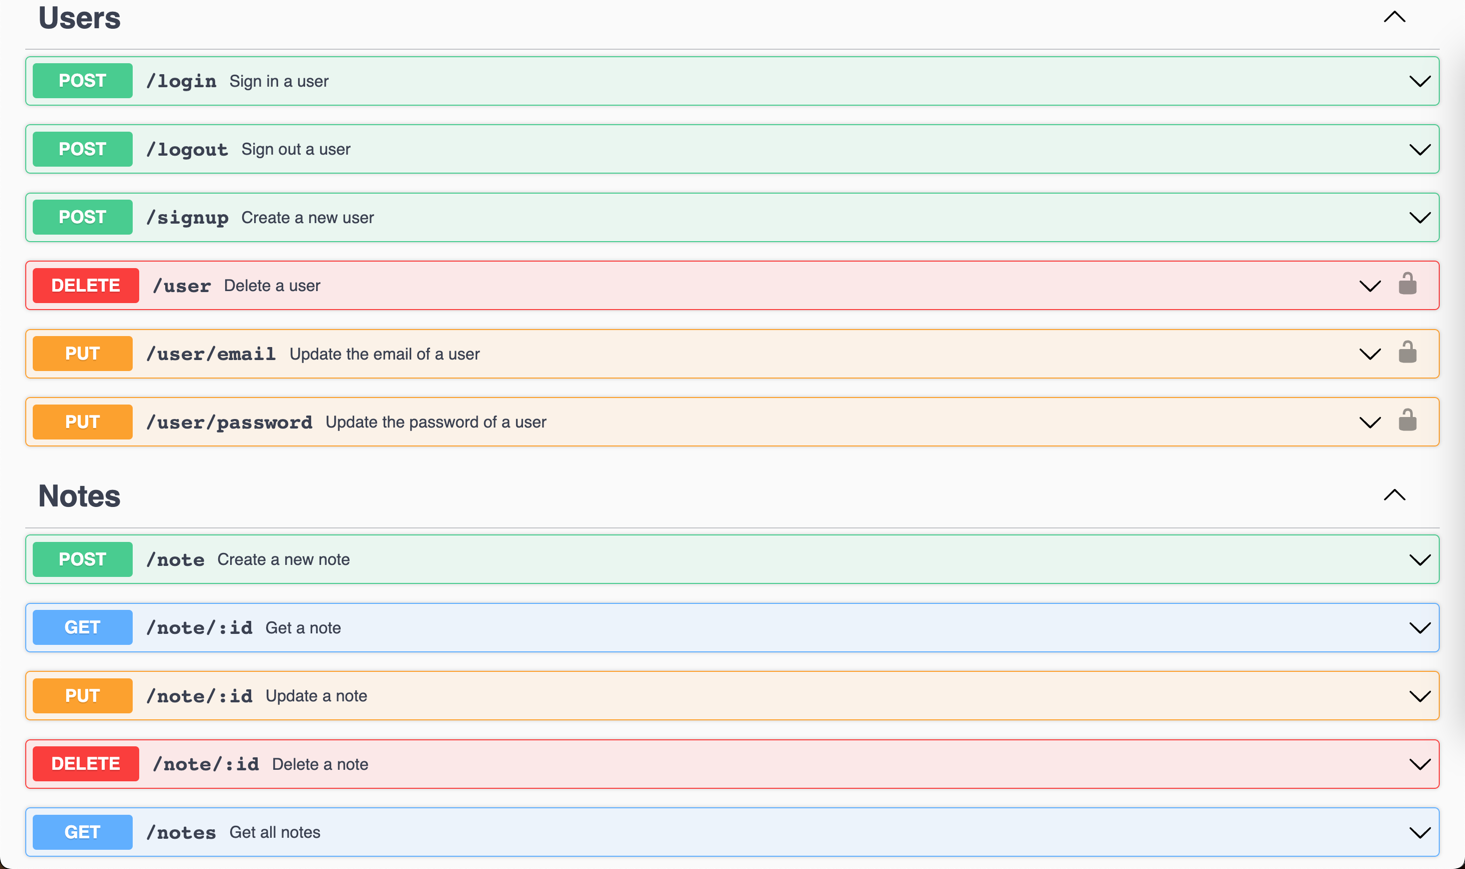 Users
POST /login Sign in a user
POST /logout Sign out a user
POST /signup Create a new user
DELETE /user Delete a user
PUT /user/email Update the email of a user
PUT /user/password Update the password of a user
Notes
POST /note Create a new note
GET /note/:id Get a note
PUT /note/:id Update a note
DELETE /note/:id Delete a note
GET /notes Get all notes